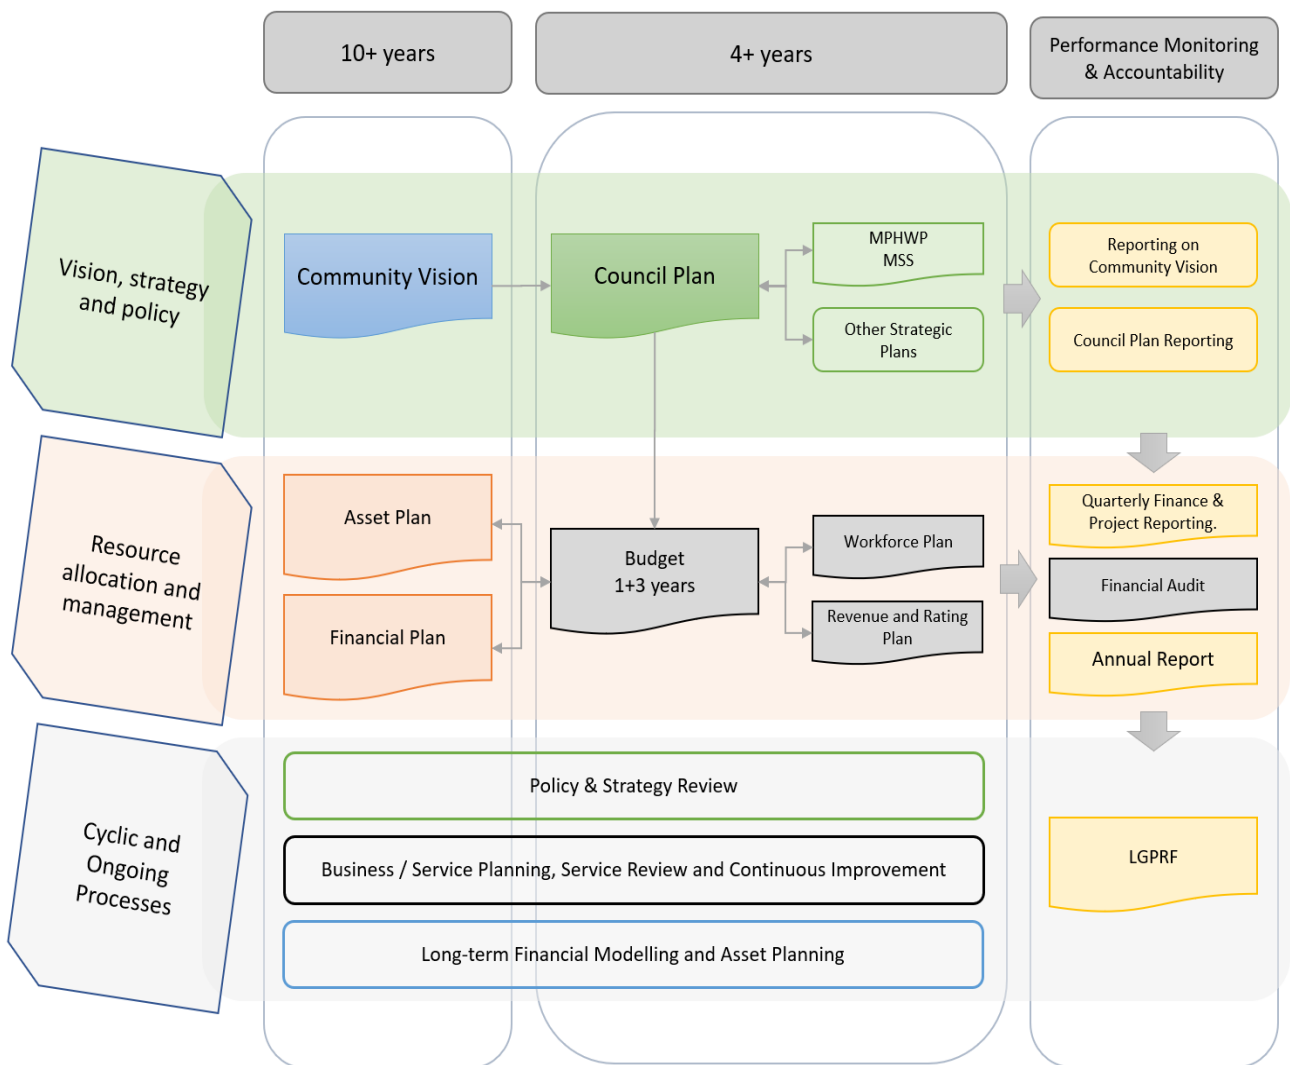 10+ years
4+ years
Performance Monitoring
& Accountability
Vision, strategy
and policy
Community Vision
Council Plan
MPHWP
MSS
Other Strategic
Plans
Reporting on
Community Vision
Council Plan Reporting
Resource
allocation and
management
Asset Plan
Financial Plan
Budget
1+3 years
Workforce Plan
Revenue and Rating
Plan
Quarterly Finance &
Project Reporting.
Financial Audit
Annual Report
Cyclic and
Ongoing
Processes
Policy & Strategy Review
Business / Service Planning, Service Review and Continuous Improvement
Long-term Financial Modelling and Asset Planning
LGPRF